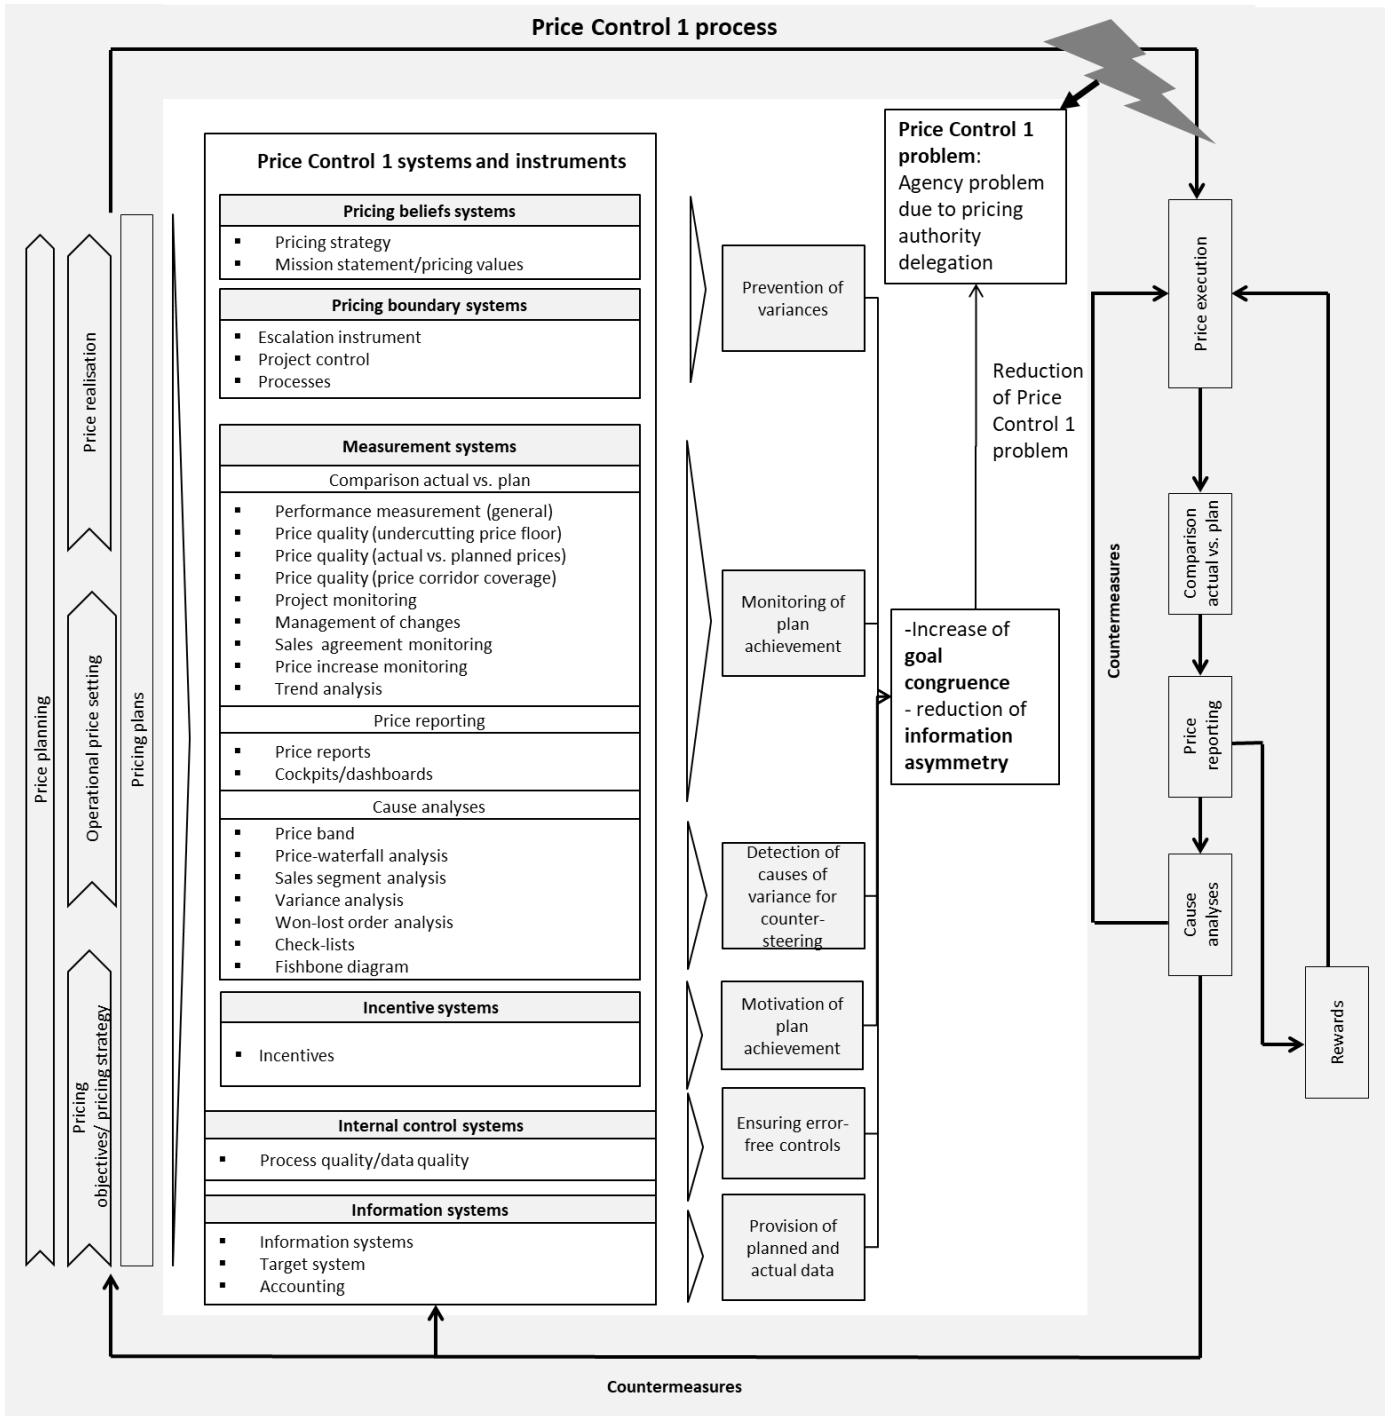 Price Control 1 process
Price planning
Price realisation
Operational price setting
Pricing
objectives/ pricing strategy
Pricing plans
Price Control 1 systems and instruments
Pricing beliefs systems
▪ Pricing strategy
▪ Mission statement/pricing values
Pricing boundary systems
▪ Escalation instrument
▪ Project control
▪ Processes
Measurement systems
Comparison actual vs. plan
▪ Performance measurement (general)
▪ Price quality (undercutting price floor)
▪ Price quality (actual vs. planned prices)
▪ Price quality (price corridor coverage)
▪ Project monitoring
▪ Management of changes
▪ Sales agreement monitoring
▪ Price increase monitoring
▪ Trend analysis
Price reporting
▪ Price reports
▪ Cockpits/dashboards
Cause analyses
▪ Price band
▪ Price-waterfall analysis
▪ Sales segment analysis
▪ Variance analysis
▪ Won-lost order analysis
▪ Check-lists
▪ Fishbone diagram
Incentive systems
▪ Incentives
Internal control systems
▪ Process quality/data quality
Information systems
▪ Information systems
▪ Target system
▪ Accounting
Prevention of
variances
Monitoring of
plan
achievement
Detection of
causes of
variance for
counter-
steering
Motivation of
plan
achievement
Ensuring error-
free controls
Provision of
planned and
actual data
-Increase of
goal
congruence
- reduction of
information
asymmetry
Reduction
of Price
Control 1
problem
Price Control 1
problem:
Agency problem
due to pricing
authority
delegation
Price execution
Comparison
actual vs. plan
Price
reporting
Cause
analyses
Rewards
Countermeasures
Countermeasures